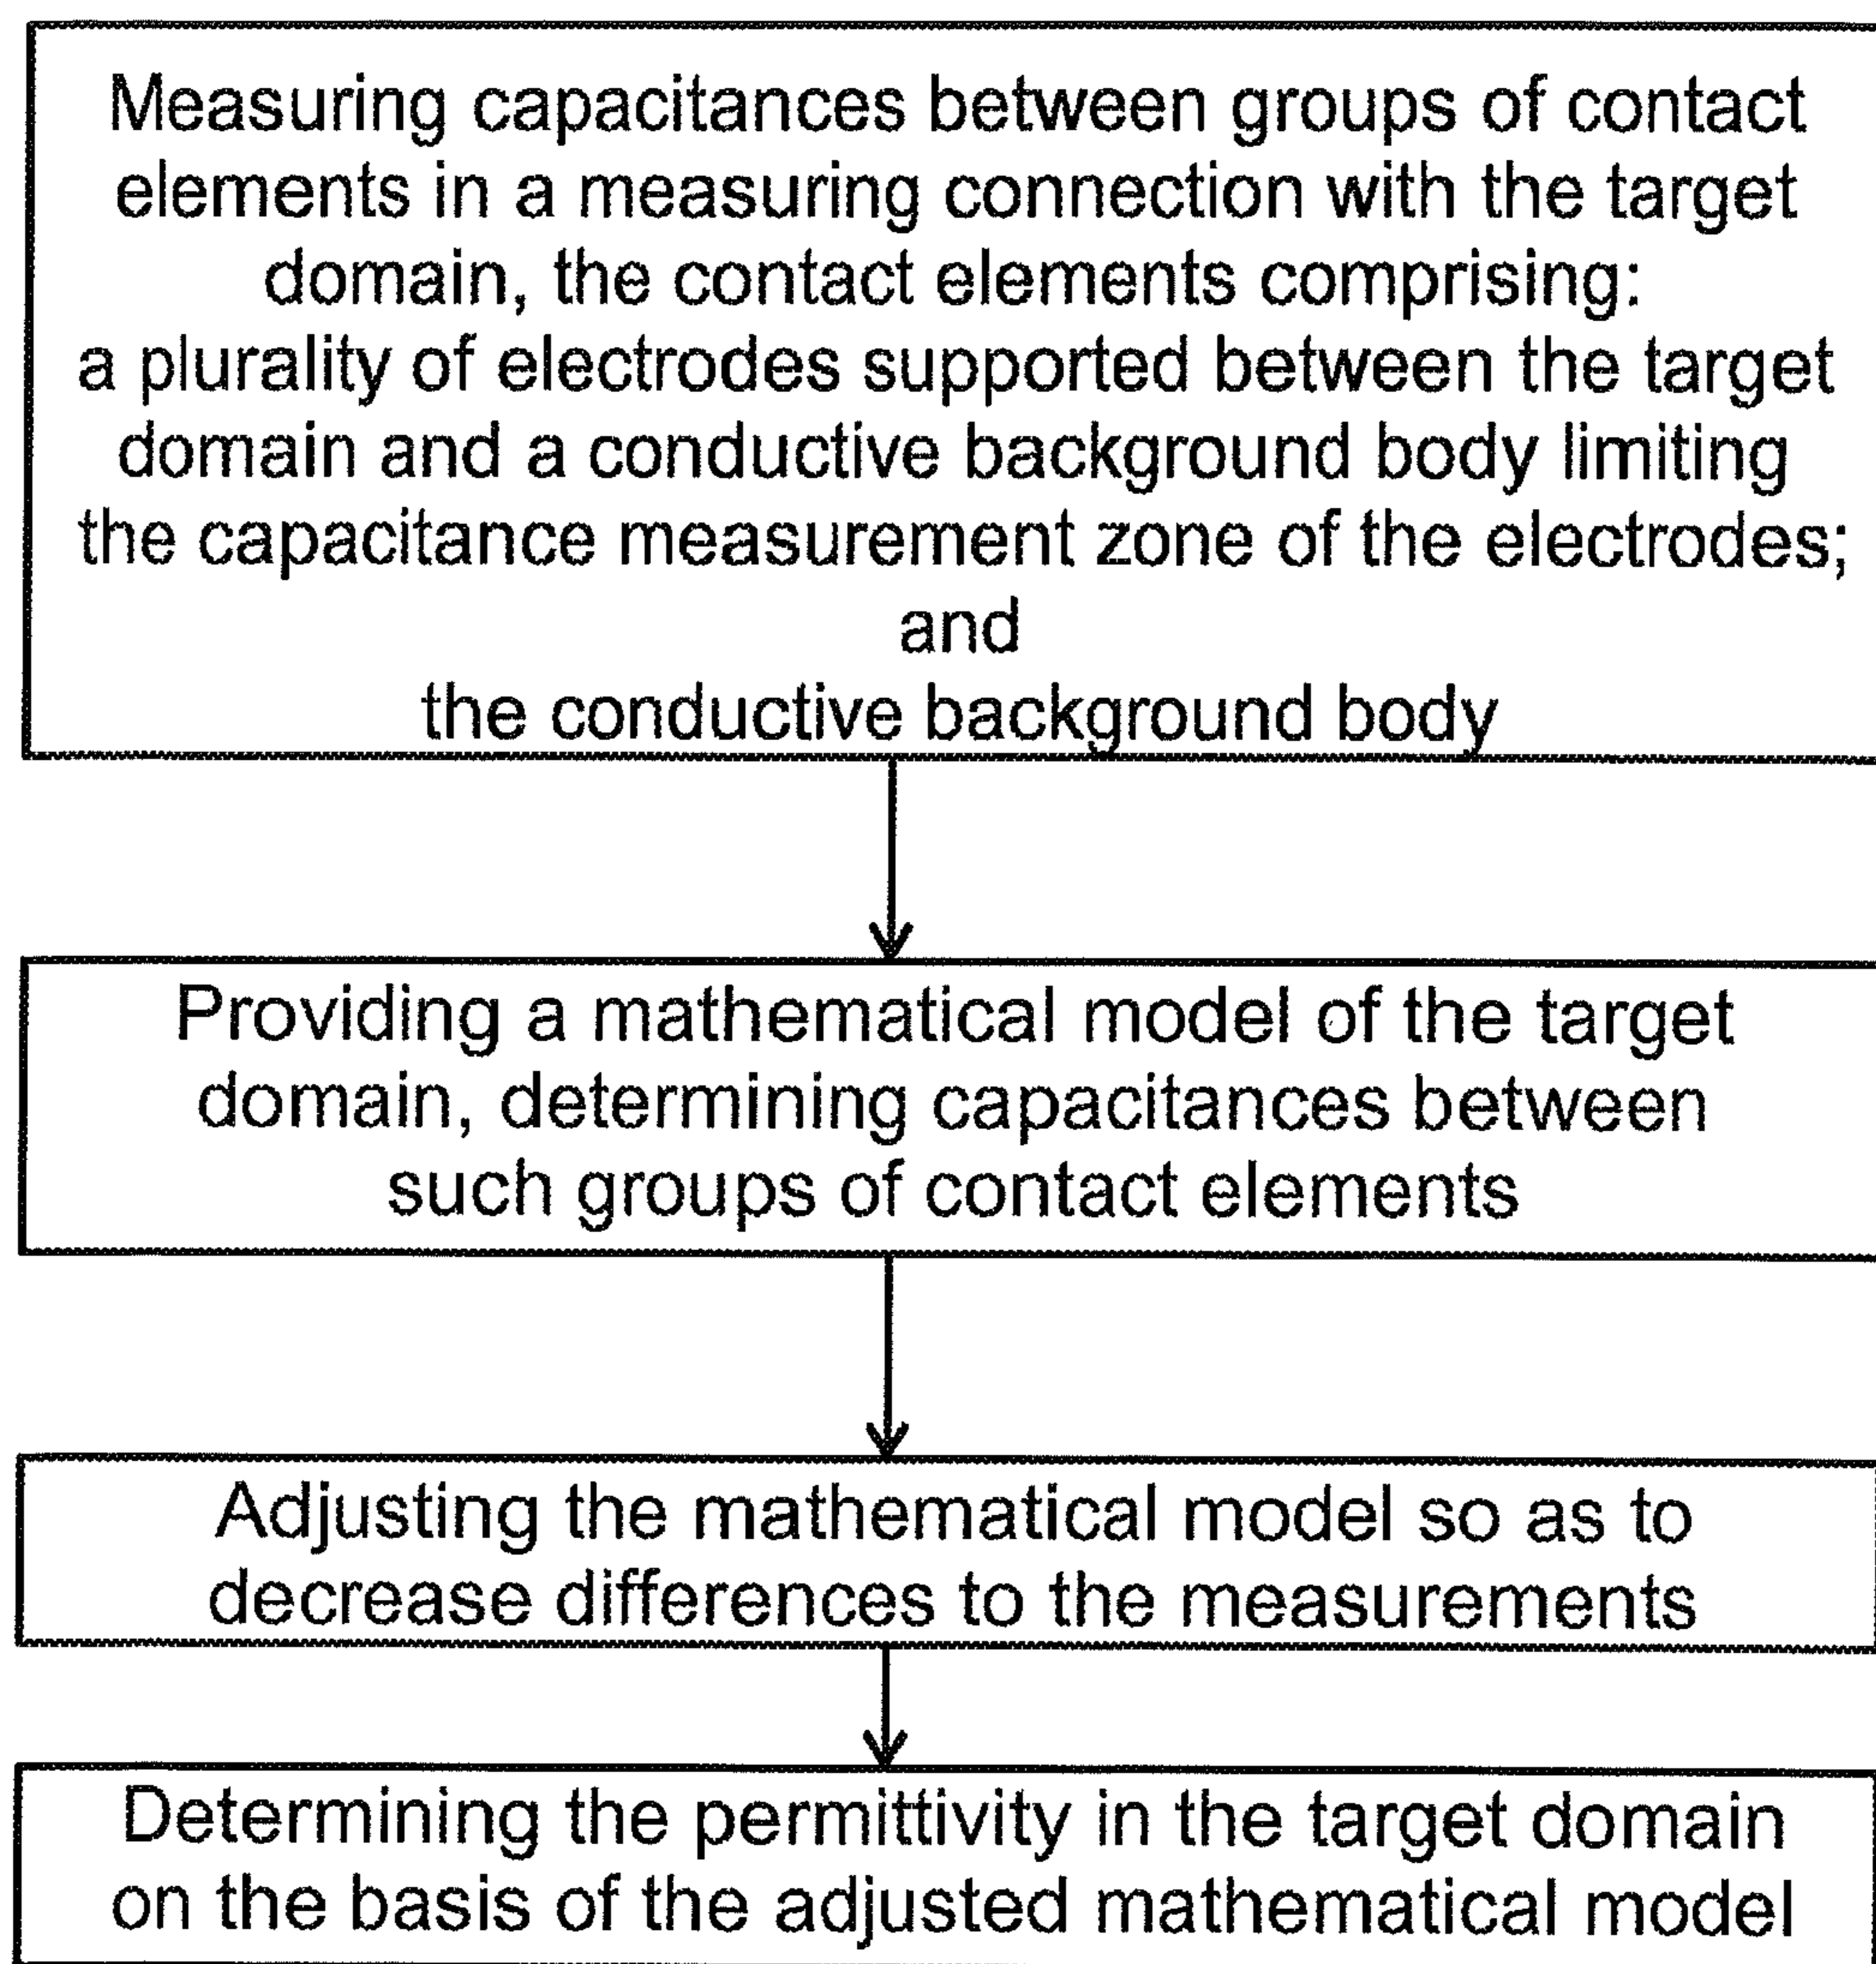 Measuring capacitances between groups of contact
elements in a measuring connection with the target
domain, the contact elements comprising:
a plurality of electrodes supported between the target
domain and a conductive background body limiting
the capacitance measurement zone of the electrodes;
and
the conductive background body
Providing a mathematical model of the target
domain, determining capacitances between
such groups of contact elements
Adjusting the mathematical model so as to
decrease differences to the measurements
Determining the permittivity in the target domain
on the basis of the adjusted mathematical model